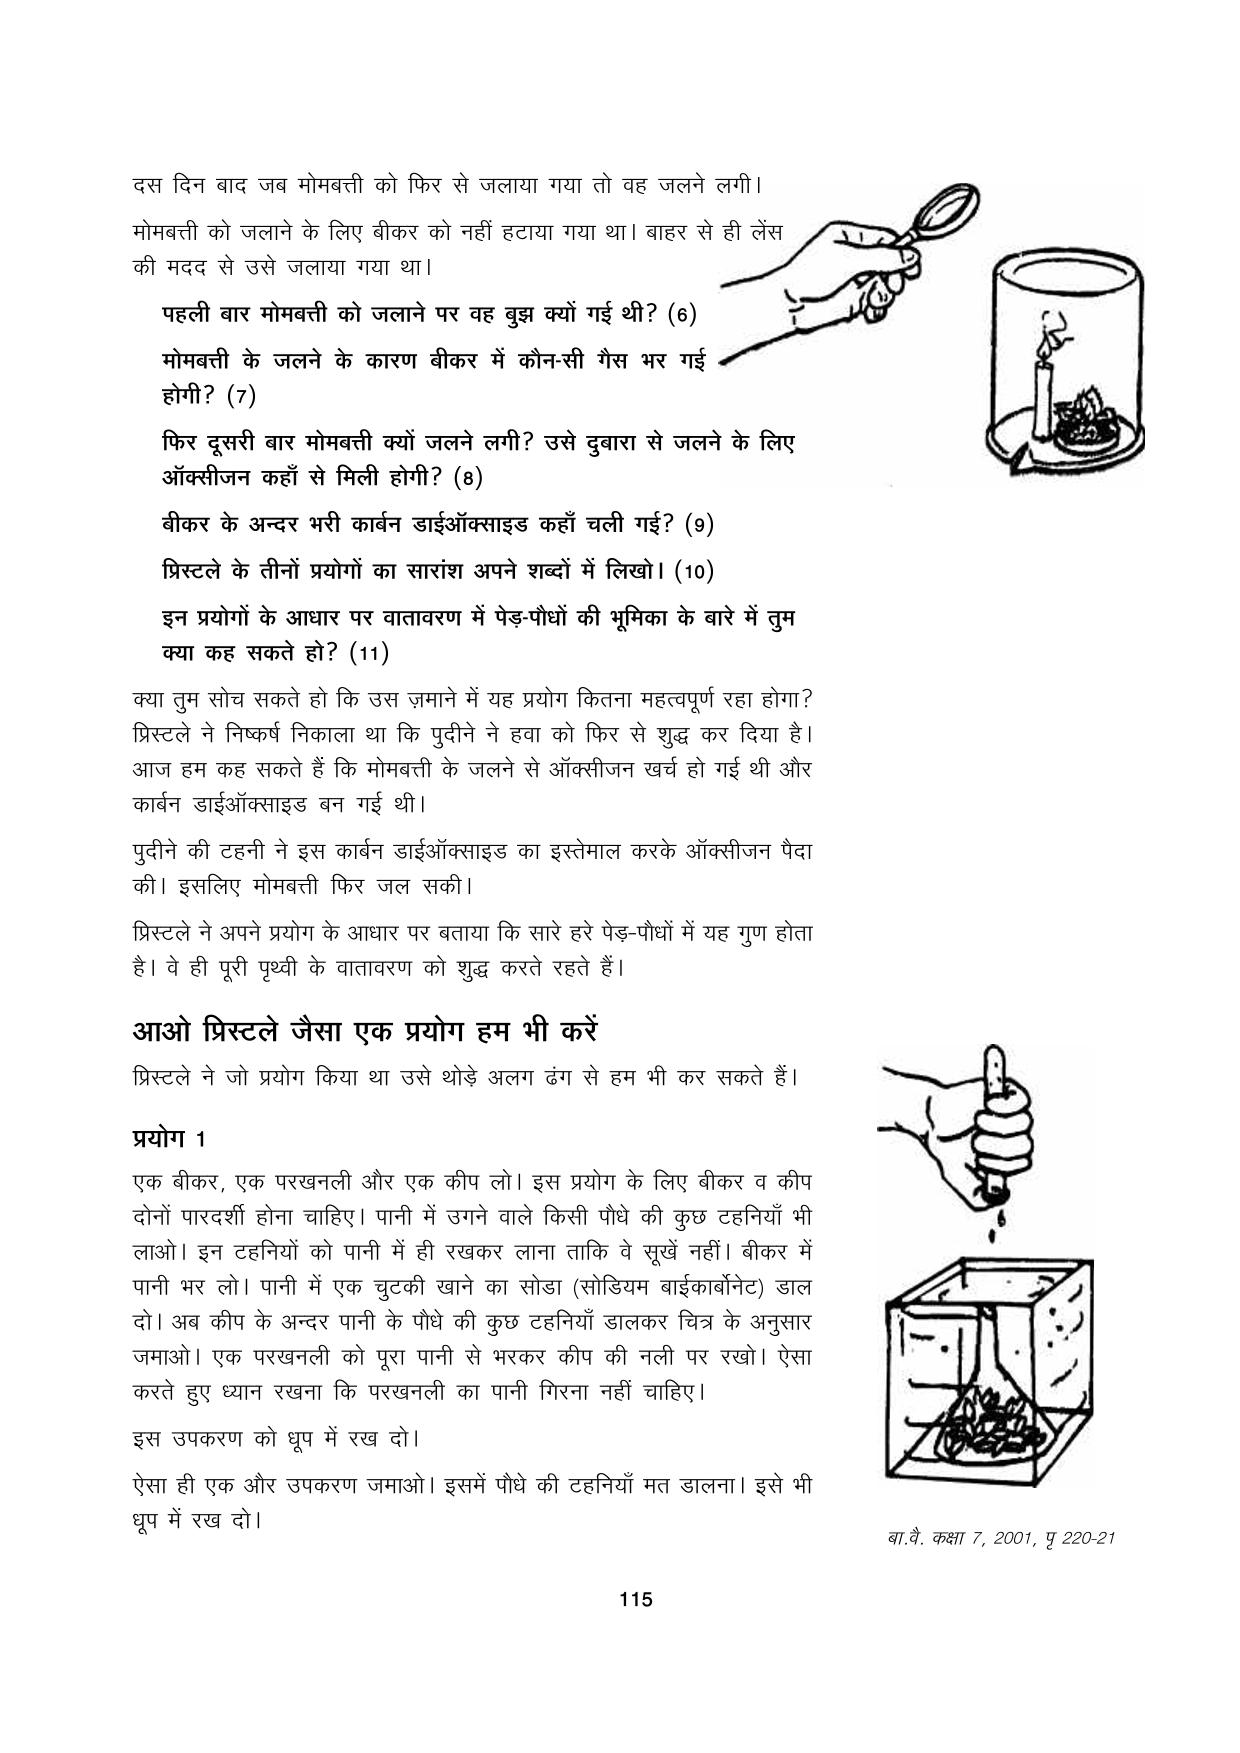 दस दिन बाद जब मोमबत्ती को फिर से जलाया गया तो वह जलने लगी।
मोमबत्ती को जलाने के लिए बीकर को नहीं हटाया गया था। बाहर से ही लेंस
की मदद से उसे जलाया गया था।
पहली बार मोमबत्ती को जलाने पर वह बुझ क्यों गई थी? (6)
मोमबत्ती के जलने के कारण बीकर में कौन-सी गैस भर गई
होगी? (7)
फिर दूसरी बार मोमबत्ती क्यों जलने लगी? उसे दुबारा से जलने के लिए
ऑक्सीजन कहाँ से मिली होगी? (8)
बीकर के अन्दर भरी कार्बन डाईऑक्साइड कहाँ चली गई? (9)
प्रिस्टले के तीनों प्रयोगों का सारांश अपने शब्दों में लिखो। (10)
इन प्रयोगों के आधार पर वातावरण में पेड़-पौधों की भूमिका के बारे में तुम
क्या कह सकते हो? (11)
क्या तुम सोच सकते हो कि उस ज़माने में यह प्रयोग कितना महत्वपूर्ण रहा होगा?
प्रिस्टले ने निष्कर्ष निकाला था कि पुदीने ने हवा को फिर से शुद्ध कर दिया है।
आज हम कह सकते हैं कि मोमबत्ती के जलने से ऑक्सीजन खर्च हो गई थी और
कार्बन डाईऑक्साइड बन गई थी।
पुदीने की टहनी ने इस कार्बन डाईऑक्साइड का इस्तेमाल करके ऑक्सीजन पैदा
की। इसलिए मोमबत्ती फिर जल सकी।
प्रिस्टले ने अपने प्रयोग के आधार पर बताया कि सारे हरे पेड़-पौधों में यह गुण होता
है। वे ही पूरी पृथ्वी के वातावरण को शुद्ध करते रहते हैं।
आओ प्रिस्टले जैसा एक प्रयोग हम भी करें
प्रिस्टले ने जो प्रयोग किया था उसे थोड़े अलग ढंग से हम भी कर सकते हैं।
प्रयोग 1
एक बीकर, एक परखनली और एक कीप लो। इस प्रयोग के लिए बीकर व कीप
दोनों पारदर्शी होना चाहिए। पानी में उगने वाले किसी पौधे की कुछ टहनियाँ भी
लाओ। इन टहनियों को पानी में ही रखकर लाना ताकि वे सूखें नहीं। बीकर में
पानी भर लो। पानी में एक चुटकी खाने का सोडा (सोडियम बाईकार्बोनेट) डाल
दो। अब कीप के अन्दर पानी के पौधे की कुछ टहनियाँ डालकर चित्र के अनुसार
जमाओ। एक परखनली को पूरा पानी से भरकर कीप की नली पर रखो। ऐसा
करते हुए ध्यान रखना कि परखनली का पानी गिरना नहीं चाहिए।
इस उपकरण को धूप में रख दो।
ऐसा ही एक और उपकरण जमाओ। इसमें पौधे की टहनियाँ मत डालना। इसे भी
धूप में रख दो।
बा.वै. कक्षा 7, 2001, पृ 220-21
115